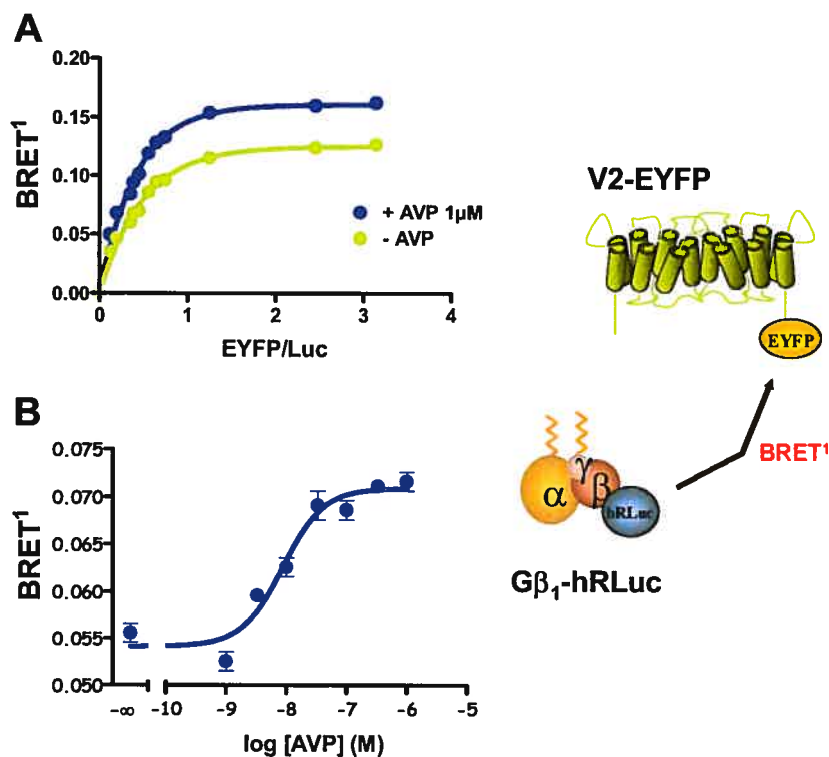 A
0.20
0.15
0.10
0.05
0.00
BRET¹
0 1 2 3 4
EYFP/Luc
+ AVP 1µM
- AVP
V2-EYFP
EYFP
B
0.075
0.070
0.065
0.060
0.055
0.050
BRET¹
-∞ -10 -9 -8 -7 -6 -5
log [AVP] (M)
α
γ
β
hRLuc
BRET¹
Gβ₁-hRLuc